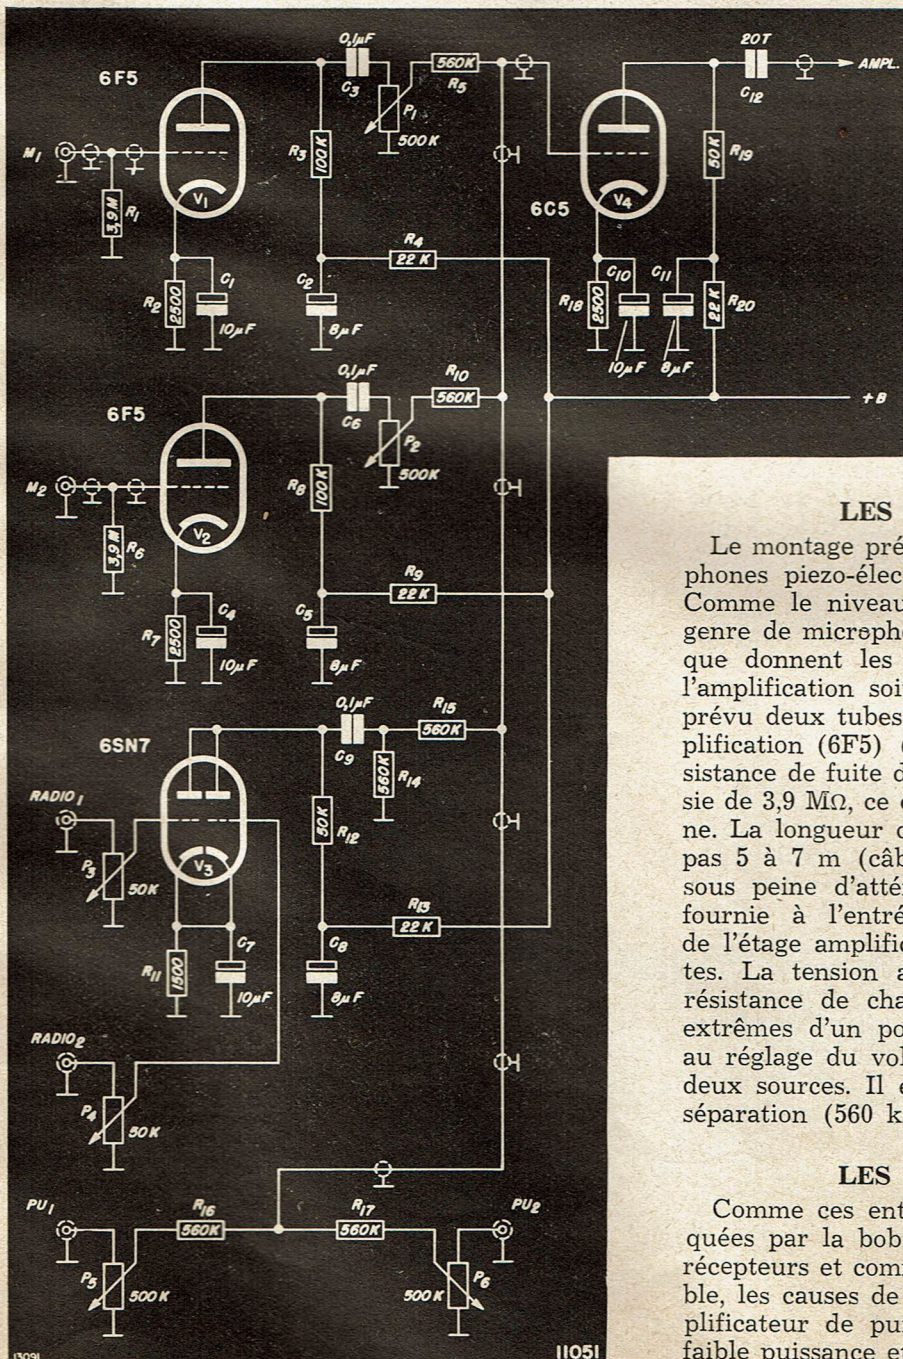 6F5
M1
R1
3,9M
V1
R2
2500
C1
10µF
R3
100K
C2
8µF
0,1µF
C3
P1
500K
560K
R5
R4
22K
6C5
V4
R18
2500
C10
10µF
C11
8µF
R19
50K
R20
22K
20T
C12
AMPL.
+B
6F5
M2
R6
3,9M
V2
R7
2500
C4
10µF
R8
100K
C5
8µF
0,1µF
C6
P2
500K
R10
560K
R9
22K
6SN7
RADIO1
P3
50K
V3
R11
1500
C7
10µF
50K
R12
C8
8µF
0,1µF
C9
560K
R14
R15
560K
R13
22K
RADIO2
P4
50K
PU1
P5
500K
R16
560K
R17
560K
PU2
P6
500K
13091
11051
LES
Le montage pré
phones piezo-élec
Comme le niveau
genre de microphe
que donnent les
l'amplification soi
prévu deux tubes
plification (6F5)
sistance de fuite d
sie de 3,9 MΩ, ce
ne. La longueur
pas 5 à 7 m (câb
sous peine d'atté
fournie à l'entré
de l'étage amplific
tes. La tension a
résistance de cha
extrêmes d'un po
au réglage du vol
deux sources. Il e
séparation (560 k
LES
Comme ces ent
quées par la bob
récepteurs et com
ble, les causes de
plificateur de pui
faible puissance e